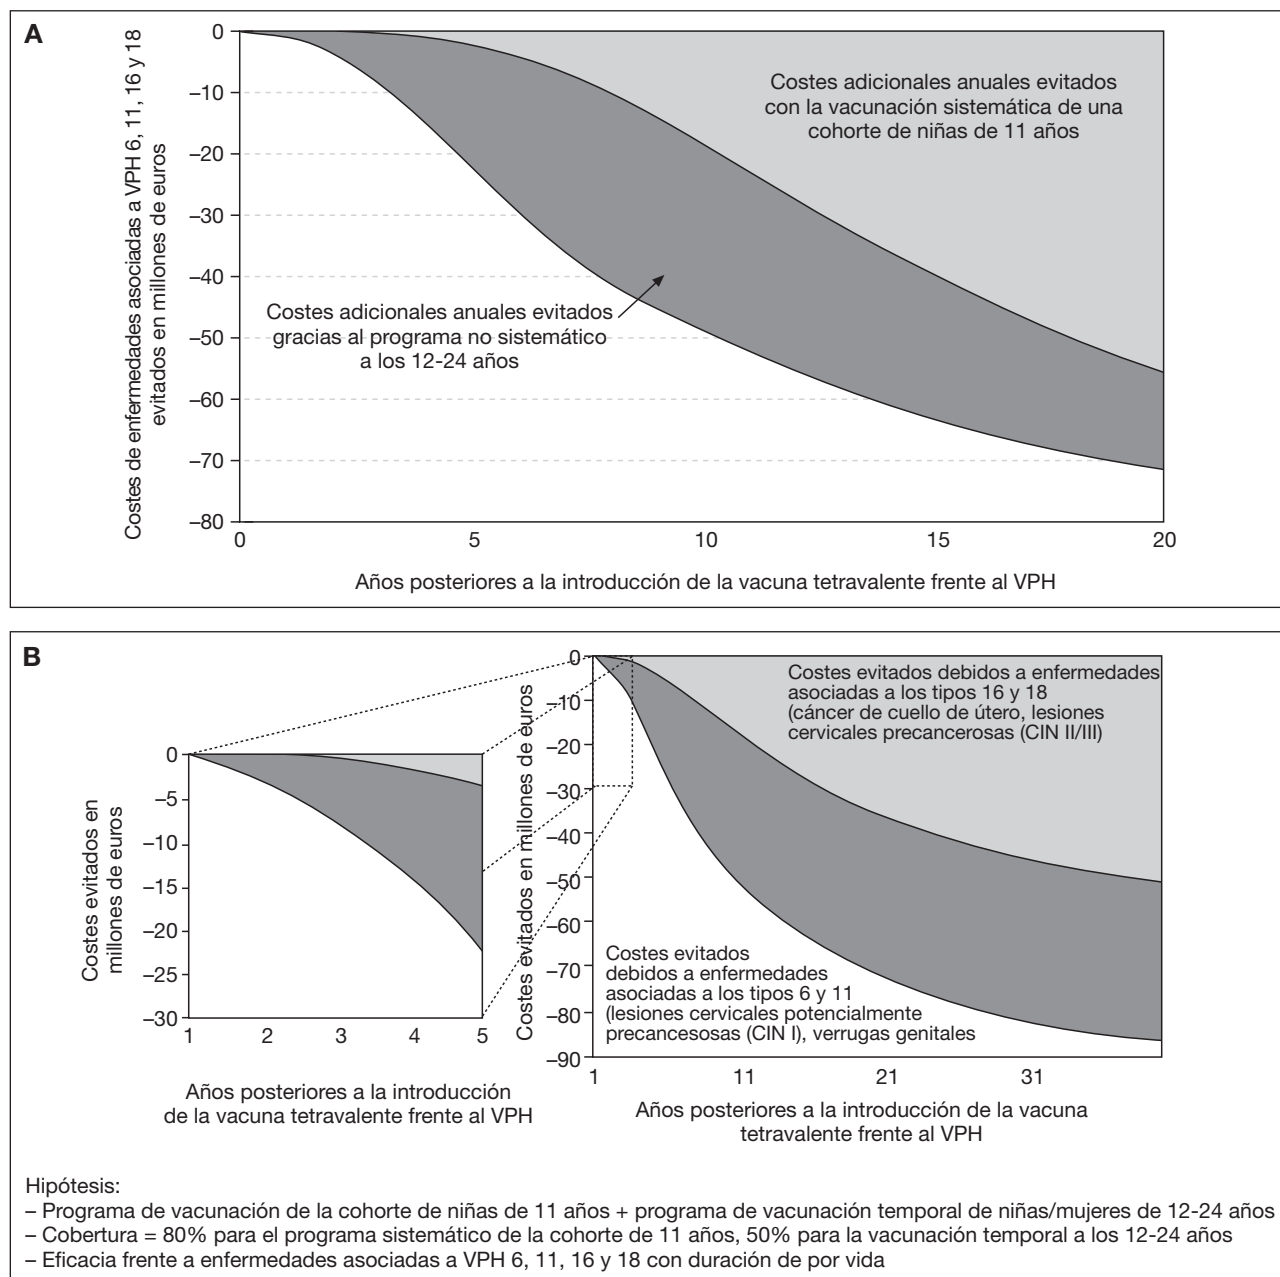 A
Costes de enfermedades asociadas a VPH 6, 11, 16 y 18
evitados en millones de euros
0
–10
–20
–30
–40
–50
–60
–70
–80
Costes adicionales anuales evitados
con la vacunación sistemática de una
cohorte de niñas de 11 años
Costes adicionales anuales evitados
gracias al programa no sistemático
a los 12-24 años
0 5 10 15 20
Años posteriores a la introducción de la vacuna tetravalente frente al VPH
B
Costes evitados en
millones de euros
0
–5
–10
–15
–20
–25
–30
1 2 3 4 5
Años posteriores a la introducción
de la vacuna tetravalente frente al VPH
Costes evitados en millones de euros
0
–10
–20
–30
–40
–50
–60
–70
–80
–90
Costes evitados debidos a enfermedades
asociadas a los tipos 16 y 18
(cáncer de cuello de útero, lesiones
cervicales precancerosas (CIN II/III)
Costes evitados
debidos a enfermedades
asociadas a los tipos 6 y 11
(lesiones cervicales potencialmente
precancesosas (CIN I), verrugas genitales
1 11 21 31
Años posteriores a la introducción de la vacuna
tetravalente frente al VPH
Hipótesis:
– Programa de vacunación de la cohorte de niñas de 11 años + programa de vacunación temporal de niñas/mujeres de 12-24 años
– Cobertura = 80% para el programa sistemático de la cohorte de 11 años, 50% para la vacunación temporal a los 12-24 años
– Eficacia frente a enfermedades asociadas a VPH 6, 11, 16 y 18 con duración de por vida